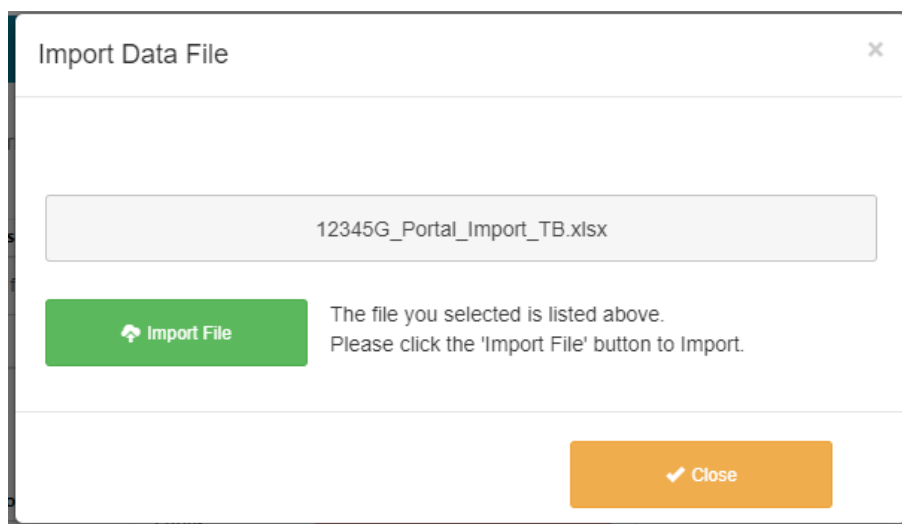 Import Data File
×
12345G_Portal_Import_TB.xlsx
Import File
The file you selected is listed above.
Please click the 'Import File' button to Import.
Close